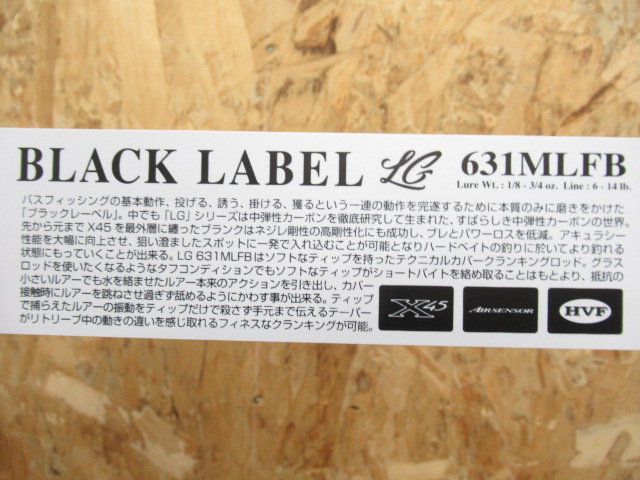 BLACK LABEL LG 631MLFB
Lure Wt. : 1/8 - 3/4 oz. Line : 6 - 14 lb.
バスフィッシングの基本動作、投げる、誘う、掛ける、獲るという一連の動作を完遂するために本質のみに磨きをかけた
「ブラックレーベル」。中でも「LG」シリーズは中弾性カーボンを徹底研究して生まれた、すばらしき中弾性カーボンの世界。
先から元まで X45 を最外層に纏ったブランクはネジレ剛性の高剛性化にも成功し、ブレとパワーロスを低減。アキュラシー
性能を大幅に向上させ、狙い澄ましたスポットに一発で入れ込むことが可能となりハードベイトの釣りに於いてより釣れる
状態にもっていくことが出来る。LG 631MLFBはソフトなティップを持ったテクニカルカバークランキングロッド。グラス
ロッドを使いたくなるようなタフコンディションでもソフトなティップがショートバイトを絡め取ることはもとより、抵抗の
小さいルアーでも水を絡ませたルアー本来のアクションを引き出し、カバー
接触時にルアーを跳ねさせ過ぎず舐めるようにかわす事が出来る。ティップ
で捕らえたルアーの振動をティップだけで殺さず手元まで伝えるテーパー
がリトリーブ中の動きの違いを感じ取れるフィネスなクランキングが可能。
X45
AIR SENSOR
HVF